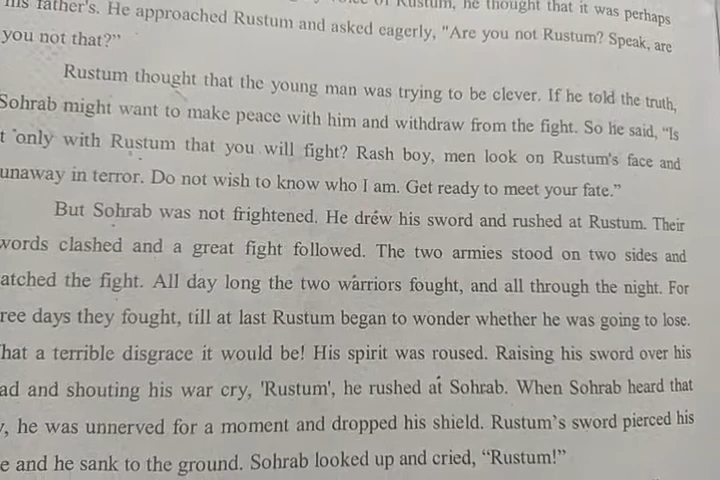 his father's. He approached Rustum and asked eagerly, "Are you not Rustum? Speak, are
voice of Rustum, he thought that it was perhaps
you not that?"
Rustum thought that the young man was trying to be clever. If he told the truth,
Sohrab might want to make peace with him and withdraw from the fight. So he said, "Is
t only with Rustum that you will fight? Rash boy, men look on Rustum's face and
unaway in terror. Do not wish to know who I am. Get ready to meet your fate."
But Sohrab was not frightened. He drew his sword and rushed at Rustum. Their
words clashed and a great fight followed. The two armies stood on two sides and
atched the fight. All day long the two warriors fought, and all through the night. For
ree days they fought, till at last Rustum began to wonder whether he was going to lose.
hat a terrible disgrace it would be! His spirit was roused. Raising his sword over his
ad and shouting his war cry, 'Rustum', he rushed at Sohrab. When Sohrab heard that
y, he was unnerved for a moment and dropped his shield. Rustum's sword pierced his
e and he sank to the ground. Sohrab looked up and cried, "Rustum!"